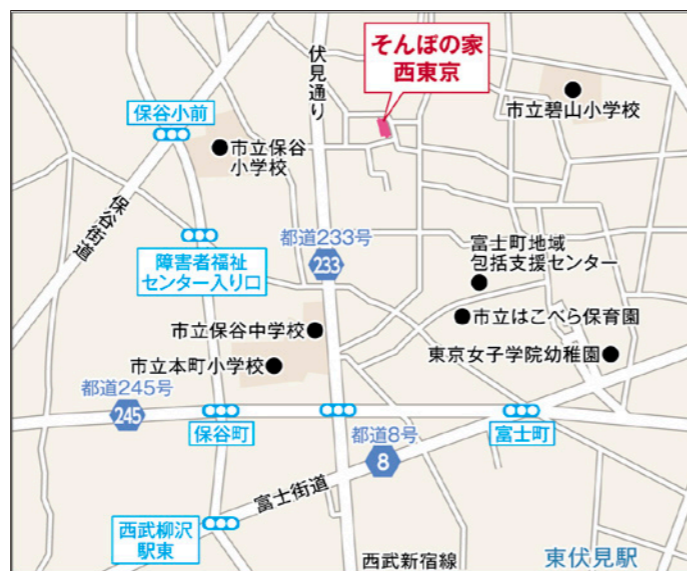 そんぽの家
西東京
伏見通り
市立碧山小学校
保谷小前
市立保谷
小学校
保谷街道
都道233号
233
障害者福祉
センター入り口
富士町地域
包括支援センター
市立保谷中学校
市立はこべら保育園
市立本町小学校
東京女子学院幼稚園
都道245号
245
保谷町
都道8号
8
富士町
富士街道
西武柳沢
駅東
西武新宿線
東伏見駅